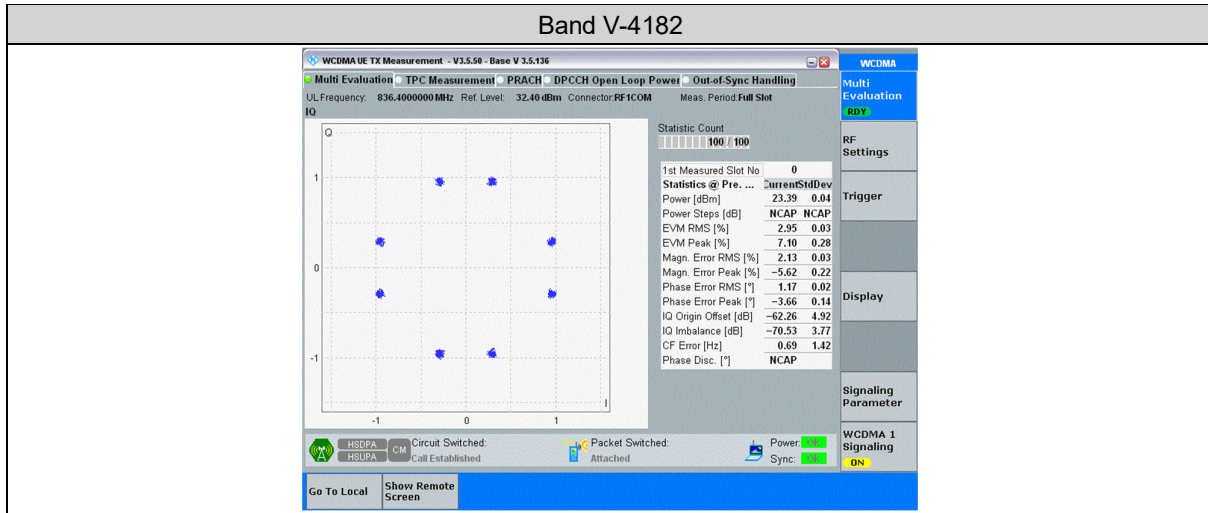 Band V-4182
WCDMA UE TX Measurement - V3.5.50 - Base V 3.5.136
WCDMA
Multi Evaluation TPC Measurement PRACH DPCCH Open Loop Power Out-of-Sync Handling
Multi
Evaluation
RDY
UL Frequency: 836.4000000 MHz Ref. Level: 32.40 dBm Connector:RF1COM Meas. Period:Full Slot
IQ
Q
1
0
-1
-1 0 1
I
Statistic Count
100 / 100
1st Measured Slot No 0
Statistics @ Pre. ... Current StdDev
Power [dBm] 23.39 0.04
Power Steps [dB] NCAP NCAP
EVM RMS [%] 2.95 0.03
EVM Peak [%] 7.10 0.28
Magn. Error RMS [%] 2.13 0.03
Magn. Error Peak [%] −5.62 0.22
Phase Error RMS [°] 1.17 0.02
Phase Error Peak [°] −3.66 0.14
IQ Origin Offset [dB] −62.26 4.92
IQ Imbalance [dB] −70.53 3.77
CF Error [Hz] 0.69 1.42
Phase Disc. [°] NCAP
RF
Settings
Trigger
Display
Signaling
Parameter
WCDMA 1
Signaling
ON
HSDPA
HSUPA
CM
Circuit Switched:
Call Established
Packet Switched:
Attached
Power: OK
Sync: OK
Go To Local
Show Remote
Screen